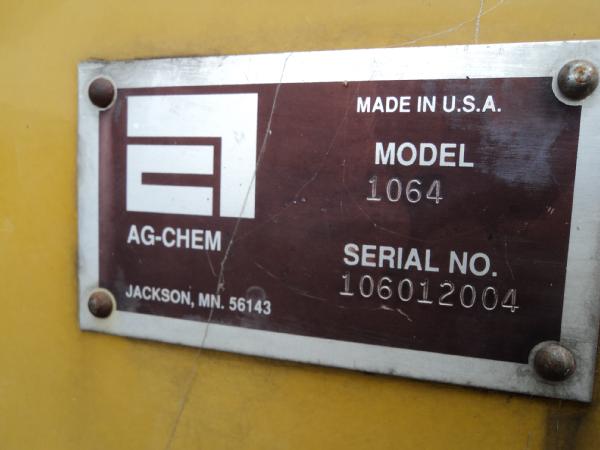 MADE IN U.S.A.
MODEL
1064
AG-CHEM
SERIAL NO.
106012004
JACKSON, MN. 56143